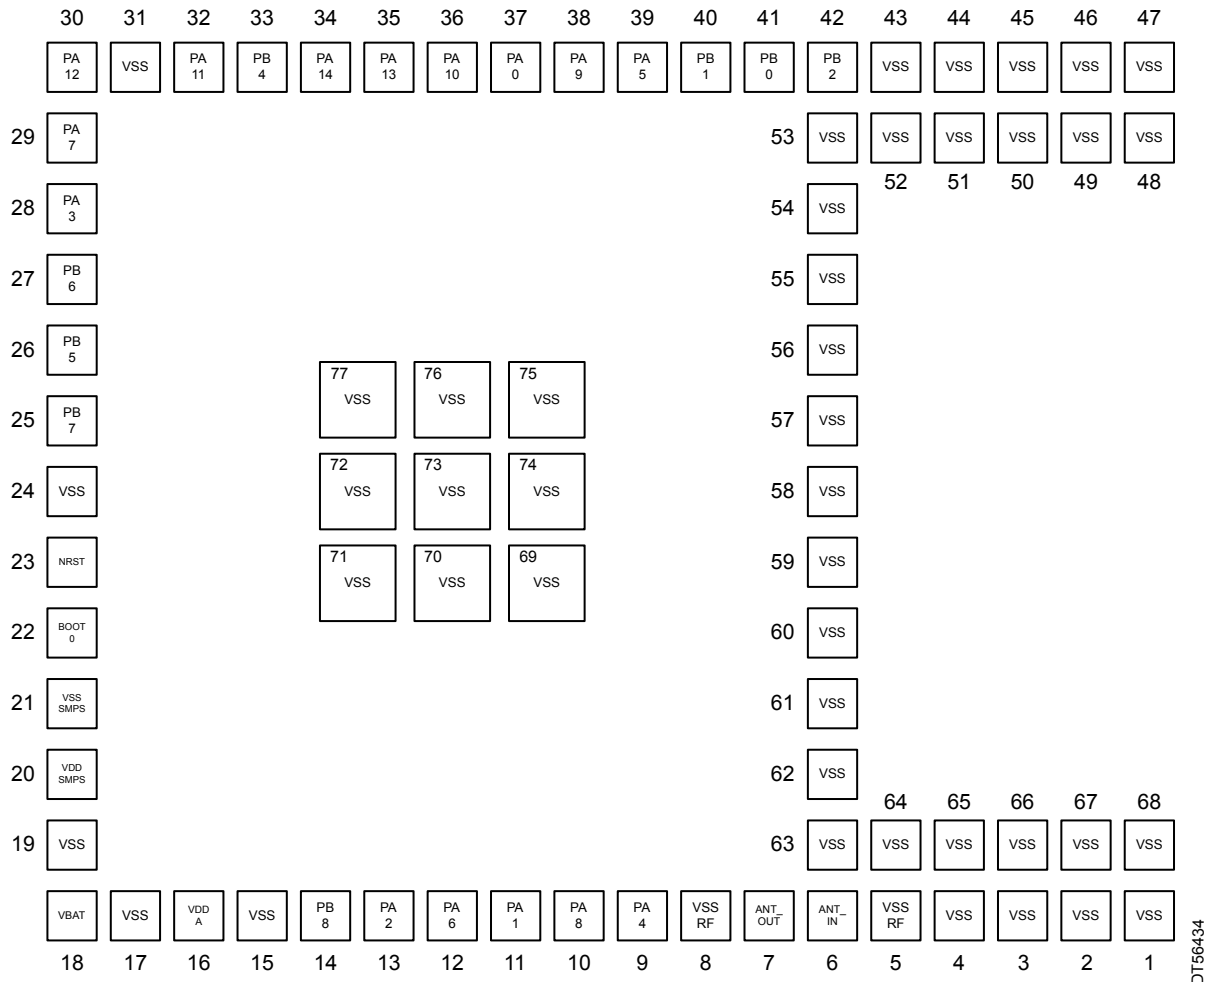 30 31 32 33 34 35 36 37 38 39 40 41 42 43 44 45 46 47
PA 12 VSS PA 11 PB 4 PA 14 PA 13 PA 10 PA 0 PA 9 PA 5 PB 1 PB 0 PB 2 VSS VSS VSS VSS VSS
29 PA 7 53 VSS VSS VSS VSS VSS VSS
52 51 50 49 48
28 PA 3 54 VSS
27 PB 6 55 VSS
26 PB 5 56 VSS
77 76 75
VSS VSS VSS
25 PB 7 57 VSS
72 73 74
24 VSS VSS VSS VSS 58 VSS
71 70 69
23 NRST 59 VSS
VSS VSS VSS
22 BOOT 0 60 VSS
21 VSS SMPS 61 VSS
20 VDD SMPS 62 VSS
64 65 66 67 68
19 VSS 63 VSS VSS VSS VSS VSS VSS
VBAT VSS VDD A VSS PB 8 PA 2 PA 6 PA 1 PA 8 PA 4 VSS RF ANT_ OUT ANT_ IN VSS RF VSS VSS VSS VSS
18 17 16 15 14 13 12 11 10 9 8 7 6 5 4 3 2 1
DT56434